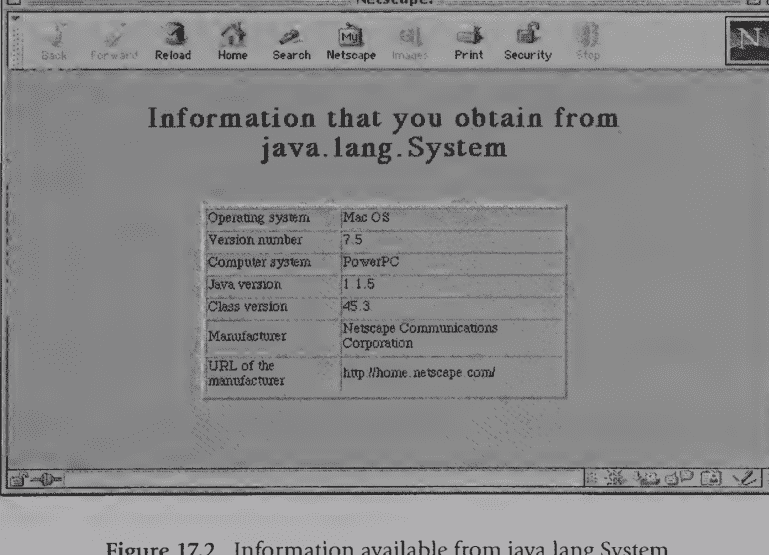 Netscape:
Back Forward Reload Home Search Netscape Images Print Security Stop
My
N
Information that you obtain from
java.lang.System
Operating system Mac OS
Version number 7.5
Computer system PowerPC
Java version 1.1.5
Class version 45.3
Manufacturer Netscape Communications
Corporation
URL of the
manufacturer http://home.netscape.com/
Figure 17.2 Information available from java.lang.System